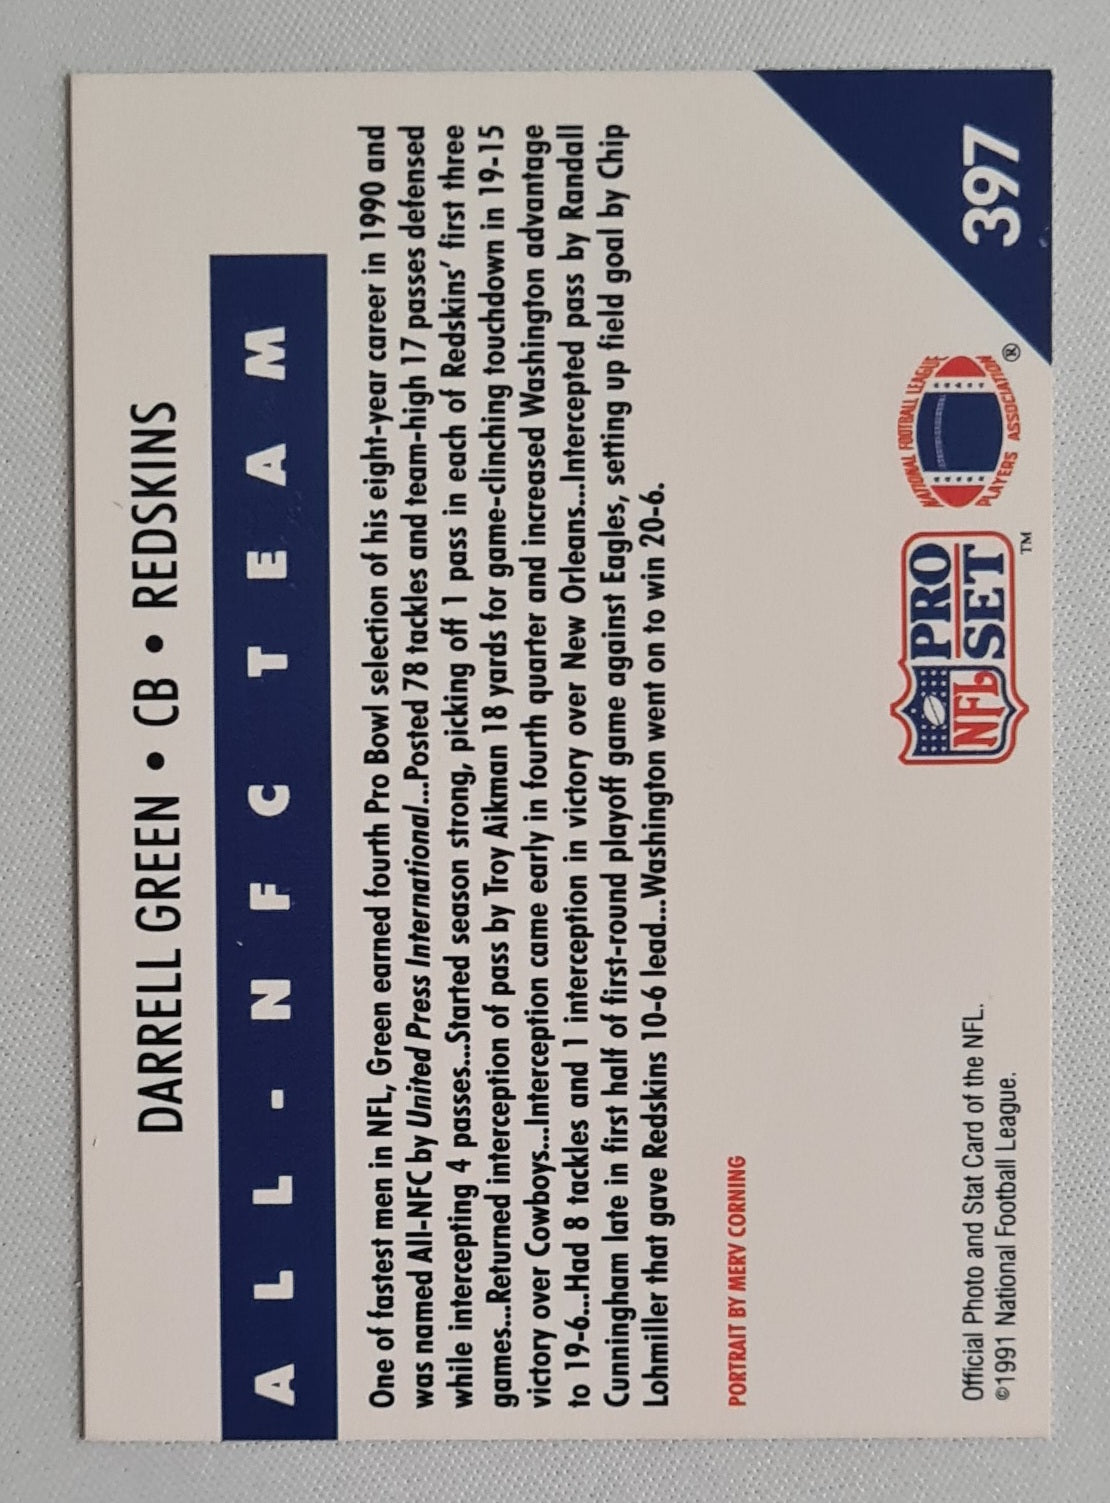 DARRELL GREEN • CB • REDSKINS
ALL-NFC TEAM
One of fastest men in NFL, Green earned fourth Pro Bowl selection of his eight-year career in 1990 and
was named All-NFC by United Press International...Posted 78 tackles and team-high 17 passes defensed
while intercepting 4 passes...Started season strong, picking off 1 pass in each of Redskins' first three
games...Returned interception of pass by Troy Aikman 18 yards for game-clinching touchdown in 19-15
victory over Cowboys...Interception came early in fourth quarter and increased Washington advantage
to 19-6...Had 8 tackles and 1 interception in victory over New Orleans...Intercepted pass by Randall
Cunningham late in first half of first-round playoff game against Eagles, setting up field goal by Chip
Lohmiller that gave Redskins 10-6 lead...Washington went on to win 20-6.
PORTRAIT BY MERV CORNING
Official Photo and Stat Card of the NFL.
©1991 National Football League.
NFL
PRO
SET
TM
NATIONAL FOOTBALL LEAGUE
PLAYERS ASSOCIATION
®
397